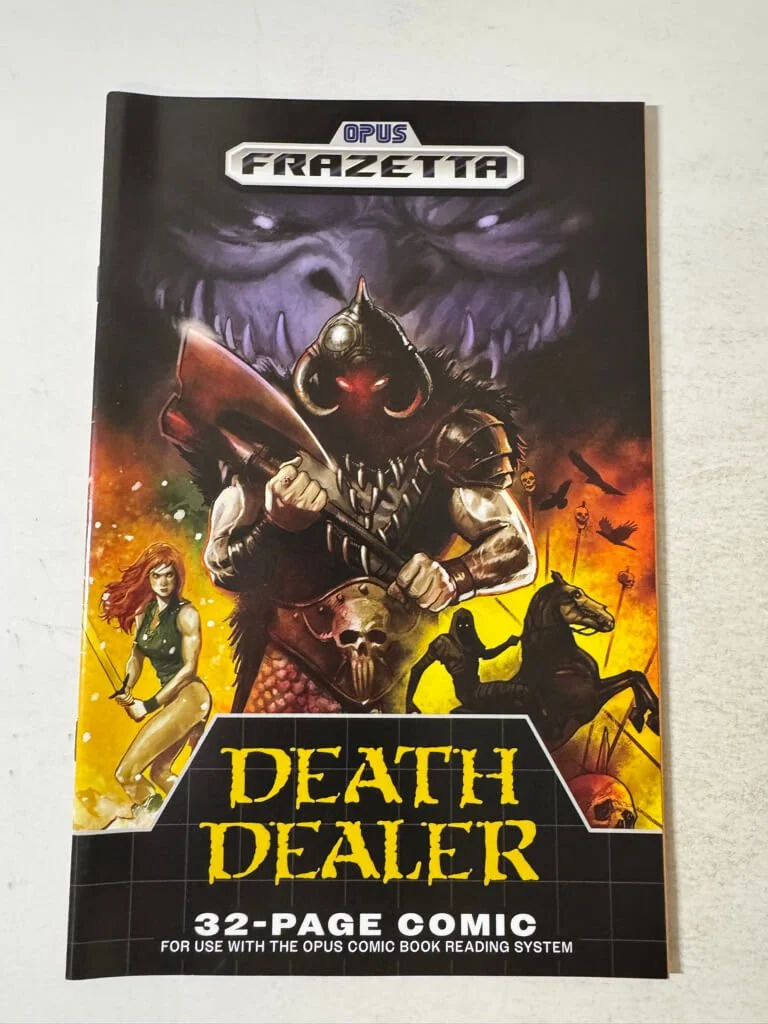 OPUS
FRAZETTA
DEATH
DEALER
32-PAGE COMIC
FOR USE WITH THE OPUS COMIC BOOK READING SYSTEM